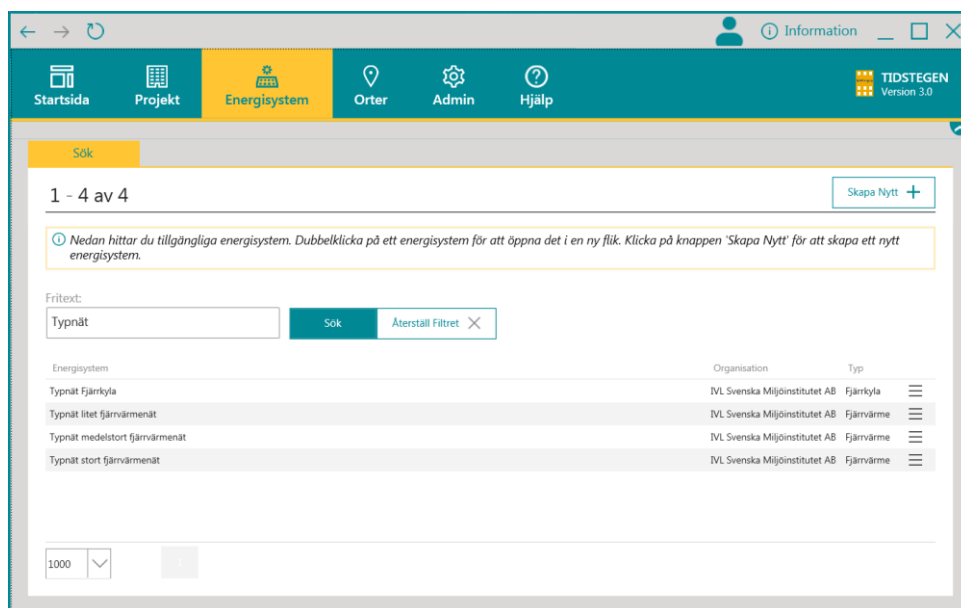 Information
Startsida
Projekt
Energisystem
Orter
Admin
Hjälp
TIDSTEGEN
Version 3.0
Sök
1 - 4 av 4
Skapa Nytt
Nedan hittar du tillgängliga energisystem. Dubbelklicka på ett energisystem för att öppna det i en ny flik. Klicka på knappen 'Skapa Nytt' för att skapa ett nytt
energisystem.
Fritext:
Typnät
Sök
Återställ Filtret
Energisystem Organisation Typ
Typnät Fjärrkyla IVL Svenska Miljöinstitutet AB Fjärrkyla
Typnät litet fjärrvärmenät IVL Svenska Miljöinstitutet AB Fjärrvärme
Typnät medelstort fjärrvärmenät IVL Svenska Miljöinstitutet AB Fjärrvärme
Typnät stort fjärrvärmenät IVL Svenska Miljöinstitutet AB Fjärrvärme
1000
1